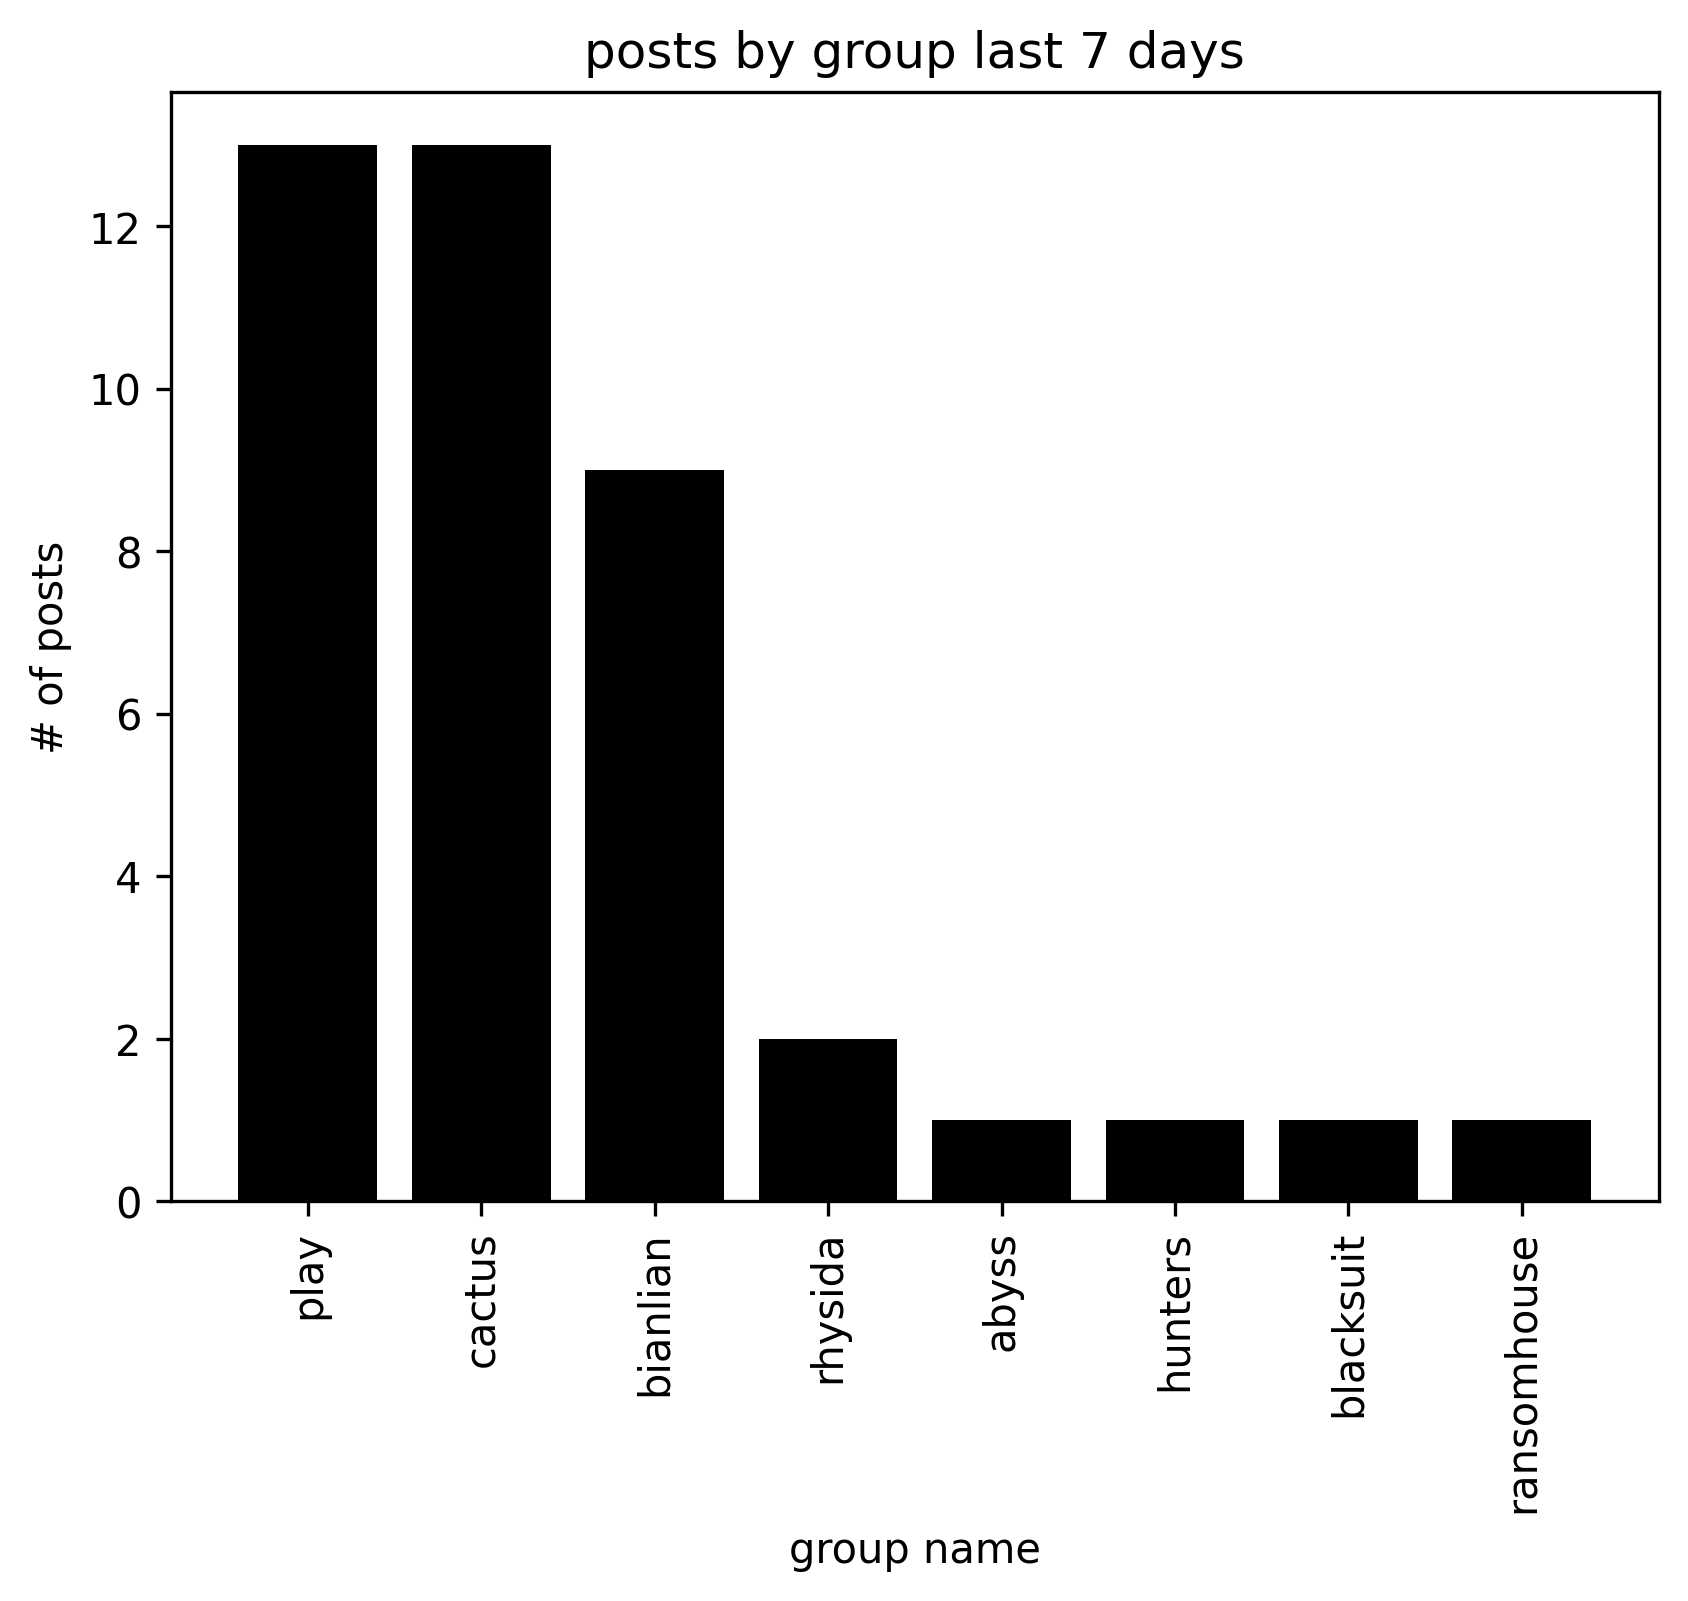 posts by group last 7 days
# of posts
12
10
8
6
4
2
0
play
cactus
bianlian
rhysida
abyss
hunters
blacksuit
ransomhouse
group name